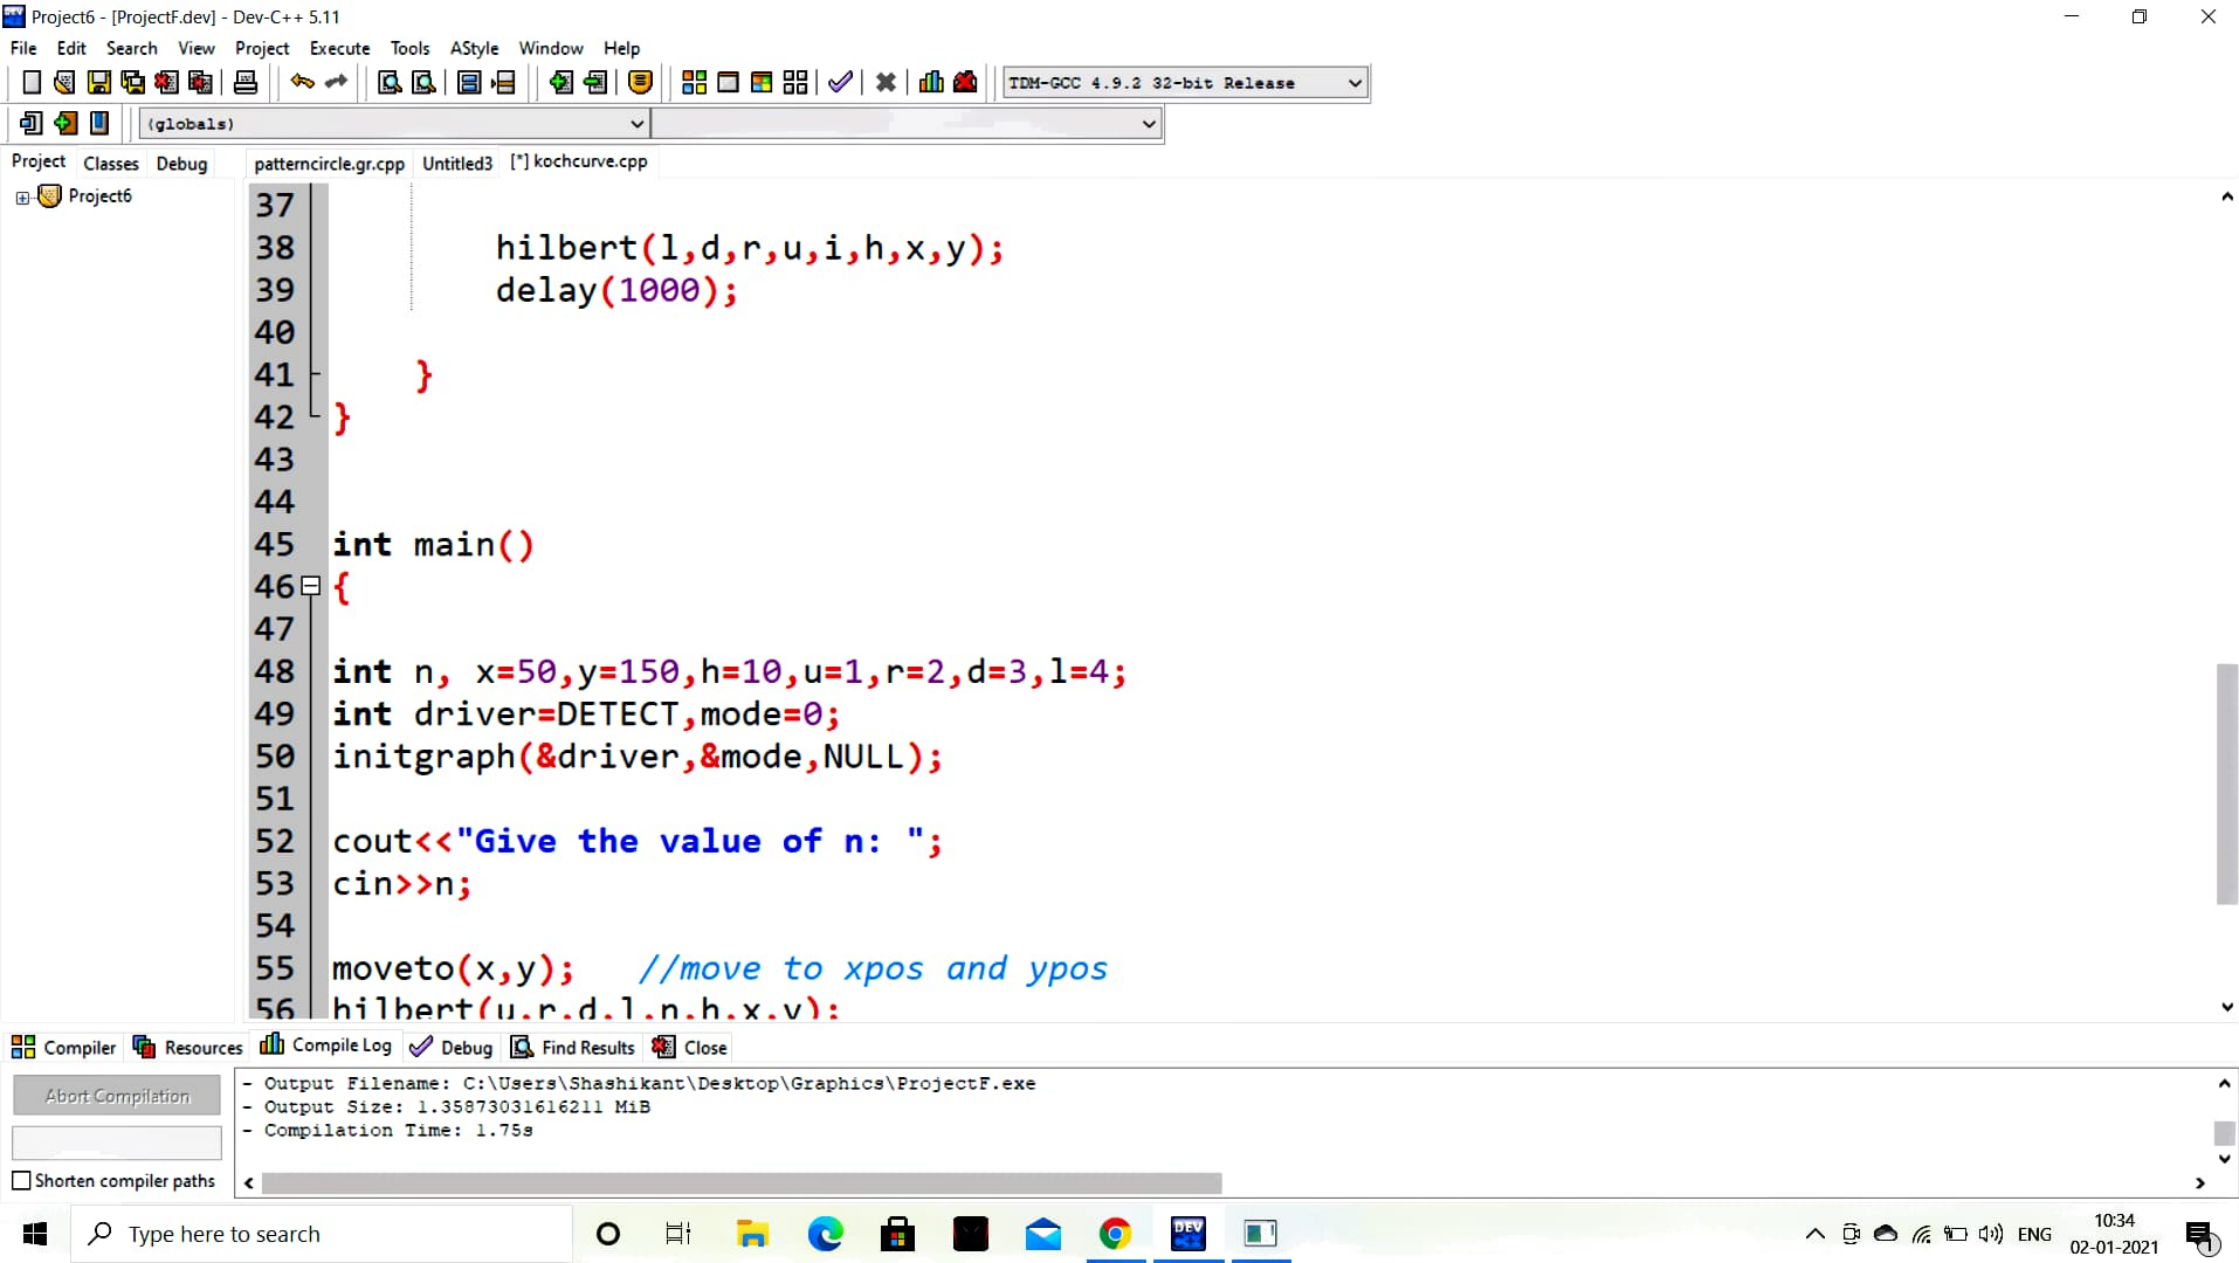 Project6 - [ProjectF.dev] - Dev-C++ 5.11
File Edit Search View Project Execute Tools AStyle Window Help
TDM-GCC 4.9.2 32-bit Release
(globals)
Project Classes Debug
patterncircle.gr.cpp Untitled3 [*] kochcurve.cpp
Project6
37
38 hilbert(l,d,r,u,i,h,x,y);
39 delay(1000);
40
41 }
42 }
43
44
45 int main()
46 {
47
48 int n, x=50,y=150,h=10,u=1,r=2,d=3,l=4;
49 int driver=DETECT,mode=0;
50 initgraph(&driver,&mode,NULL);
51
52 cout<<"Give the value of n: ";
53 cin>>n;
54
55 moveto(x,y); //move to xpos and ypos
56 hilbert(u,r,d,l,n,h,x,y);
Compiler Resources Compile Log Debug Find Results Close
Abort Compilation
- Output Filename: C:\Users\Shashikant\Desktop\Graphics\ProjectF.exe
- Output Size: 1.35873031616211 MiB
- Compilation Time: 1.75s
Shorten compiler paths
Type here to search
DEV
ENG
10:34
02-01-2021
1